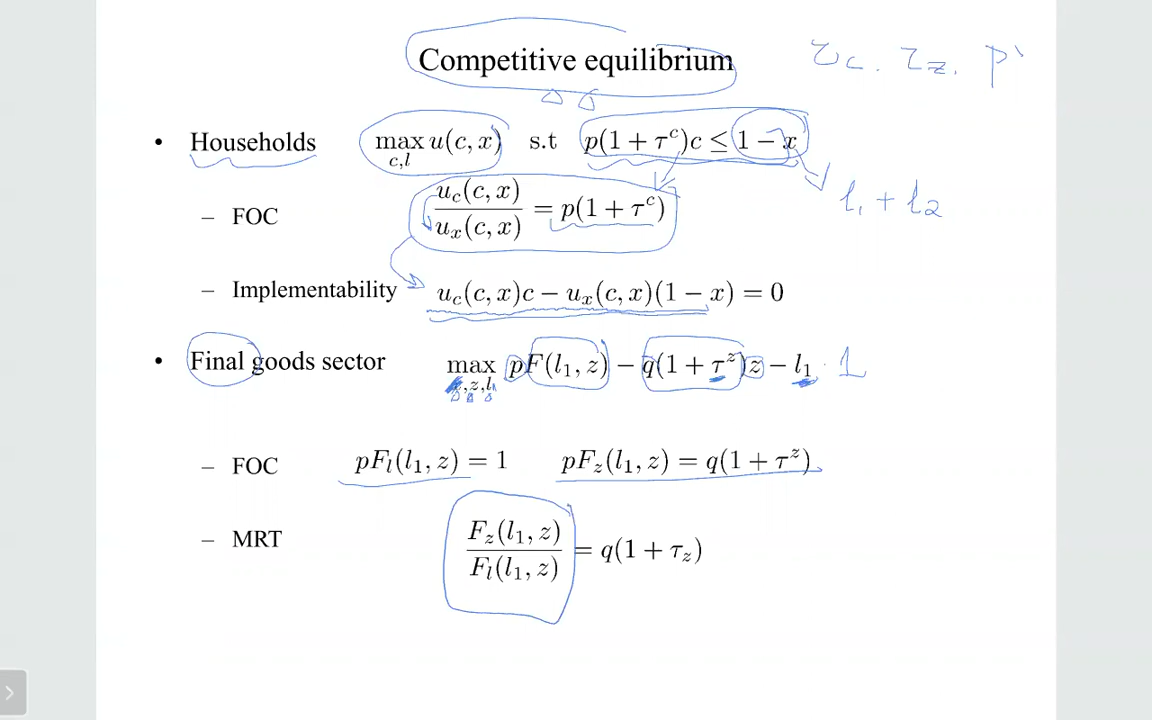 Competitive equilibrium τc. τz. p
• Households max_{c,l} u(c, x) s.t p(1 + τ^c)c ≤ 1 − x
l₁ + l₂
– FOC u_c(c, x)/u_x(c, x) = p(1 + τ^c)
– Implementability u_c(c, x)c − u_x(c, x)(1 − x) = 0
• Final goods sector max_{,z,l₁} pF(l₁, z) − q(1 + τ^z)z − l₁ · 1
– FOC pF_l(l₁, z) = 1 pF_z(l₁, z) = q(1 + τ^z)
– MRT F_z(l₁, z)/F_l(l₁, z) = q(1 + τ_z)